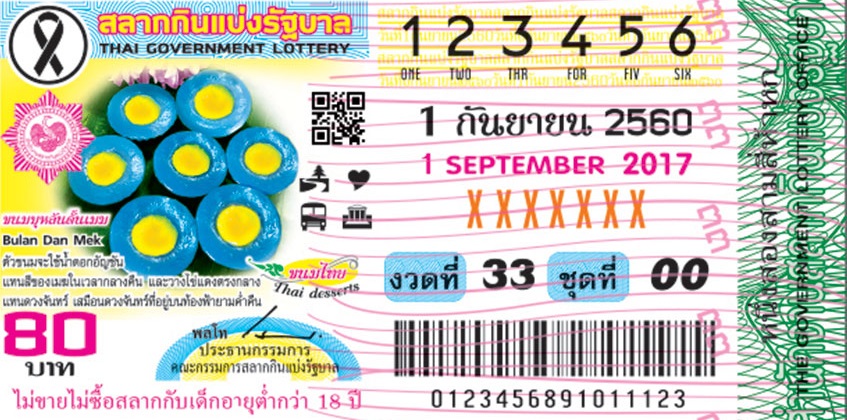 สลากกินแบ่งรัฐบาล
THAI GOVERNMENT LOTTERY
1 2 3 4 5 6
ONE TWO THR FOR FIV SIX
1 กันยายน 2560
1 SEPTEMBER 2017
XXXXXXX
งวดที่ 33 ชุดที่ 00
0123456891011123
ขนมบุหลันดั้นเมฆ
Bulan Dan Mek
ตัวขนมจะใช้น้ำดอกอัญชัน
แทนสีของเมฆในเวลากลางคืน และวางไข่แดงตรงกลาง
แทนดวงจันทร์ เสมือนดวงจันทร์ที่อยู่บนท้องฟ้ายามค่ำคืน
ขนมไทย
Thai desserts
80
บาท
พลโท
ประธานกรรมการ
คณะกรรมการสลากกินแบ่งรัฐบาล
ไม่ขายไม่ซื้อสลากกับเด็กอายุต่ำกว่า 18 ปี
หนึ่งสองสามสี่ห้าหก
THE GOVERNMENT LOTTERY OFFICE